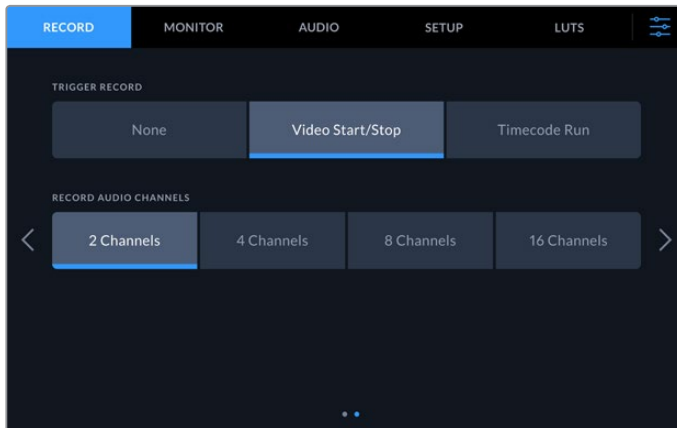 RECORD MONITOR AUDIO SETUP LUTS
TRIGGER RECORD
None Video Start/Stop Timecode Run
RECORD AUDIO CHANNELS
2 Channels 4 Channels 8 Channels 16 Channels